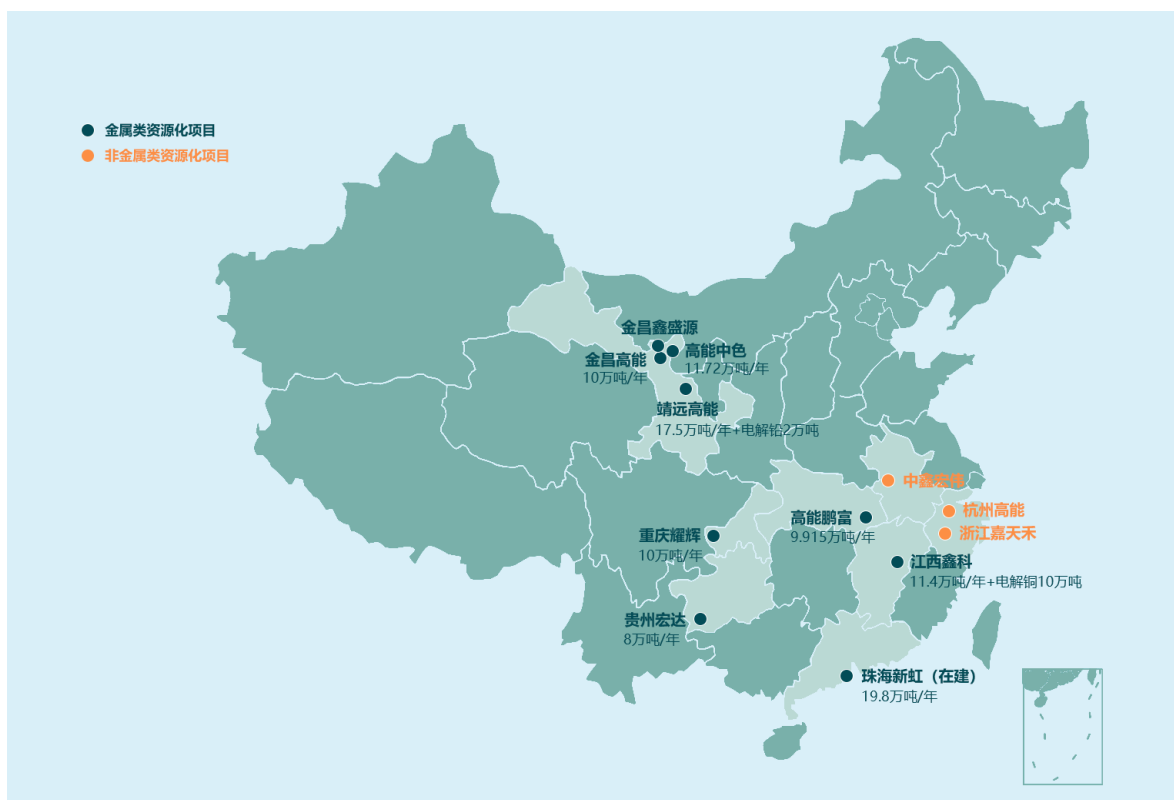 金属类资源化项目
非金属类资源化项目
金昌鑫盛源
高能中色
11.72万吨/年
金昌高能
10万吨/年
靖远高能
17.5万吨/年+电解铅2万吨
中鑫宏伟
杭州高能
浙江嘉天禾
高能鹏富
9.915万吨/年
重庆耀辉
10万吨/年
江西鑫科
11.4万吨/年+电解铜10万吨
贵州宏达
8万吨/年
珠海新虹（在建）
19.8万吨/年